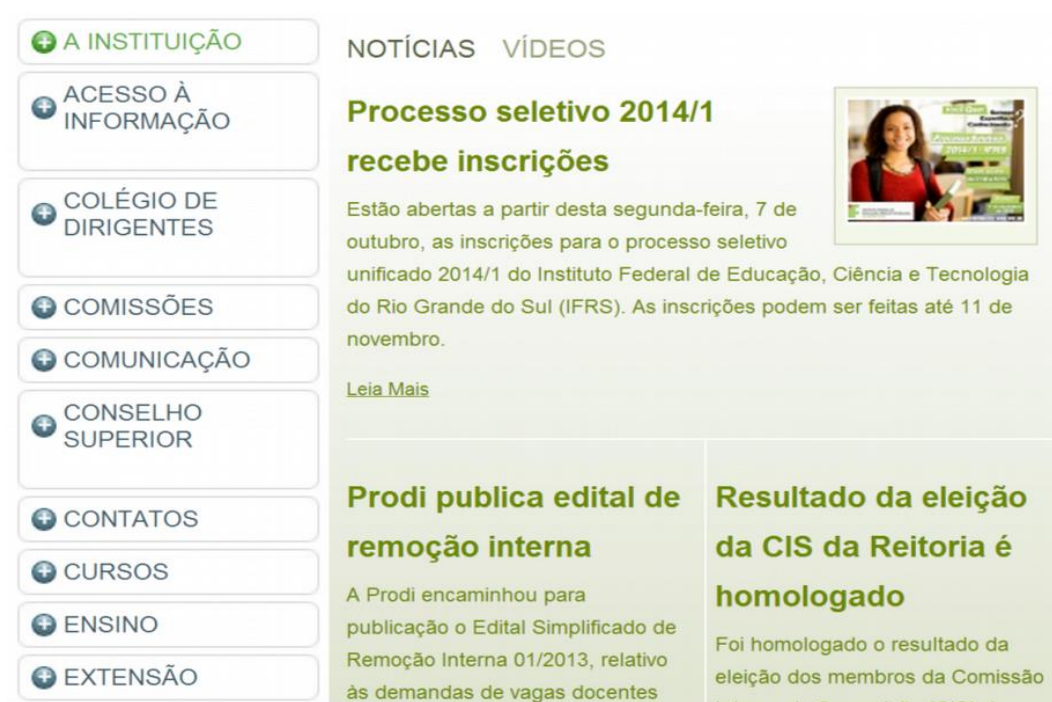 A INSTITUIÇÃO
ACESSO À
INFORMAÇÃO
COLÉGIO DE
DIRIGENTES
COMISSÕES
COMUNICAÇÃO
CONSELHO
SUPERIOR
CONTATOS
CURSOS
ENSINO
EXTENSÃO
NOTÍCIAS VÍDEOS
Processo seletivo 2014/1
recebe inscrições
Estão abertas a partir desta segunda-feira, 7 de
outubro, as inscrições para o processo seletivo
unificado 2014/1 do Instituto Federal de Educação, Ciência e Tecnologia
do Rio Grande do Sul (IFRS). As inscrições podem ser feitas até 11 de
novembro.
Leia Mais
Prodi publica edital de
remoção interna
A Prodi encaminhou para
publicação o Edital Simplificado de
Remoção Interna 01/2013, relativo
às demandas de vagas docentes
Resultado da eleição
da CIS da Reitoria é
homologado
Foi homologado o resultado da
eleição dos membros da Comissão